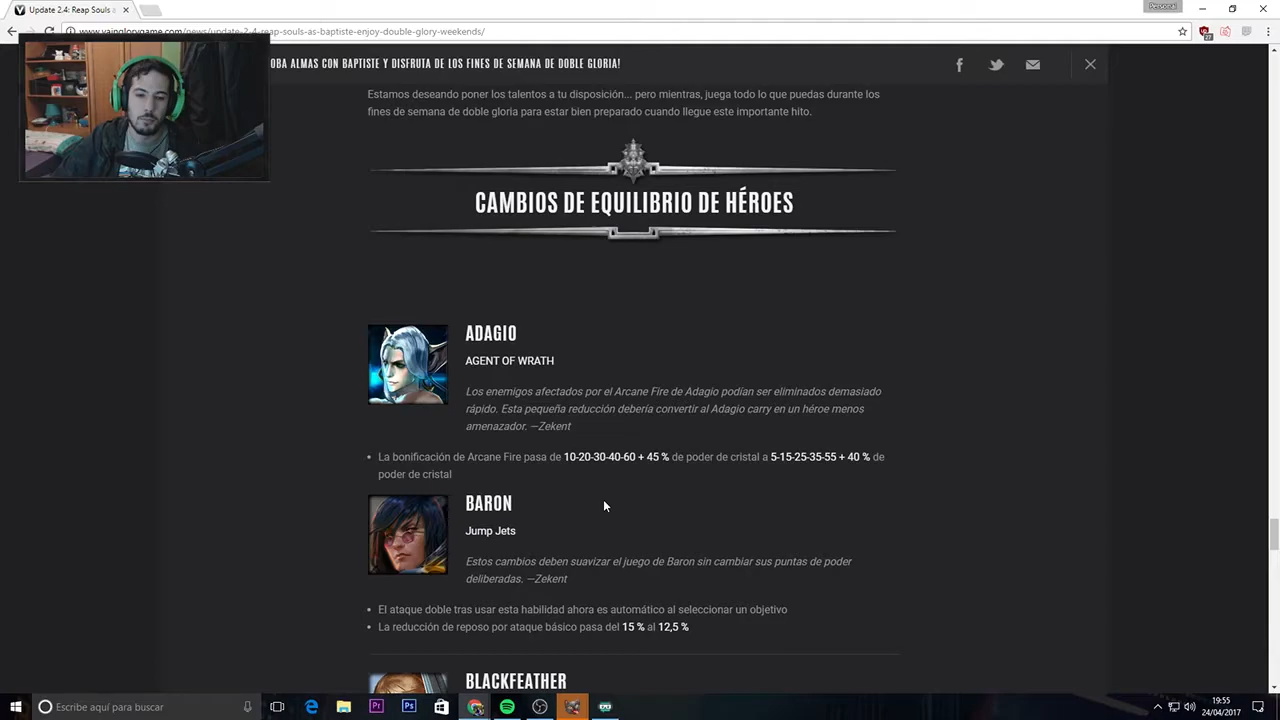 Update 2.4: Reap Souls a
Personal
www.vainglorygame.com/news/update-2-4-reap-souls-as-baptiste-enjoy-double-glory-weekends/
OBA ALMAS CON BAPTISTE Y DISFRUTA DE LOS FINES DE SEMANA DE DOBLE GLORIA!
Estamos deseando poner los talentos a tu disposición... pero mientras, juega todo lo que puedas durante los
fines de semana de doble gloria para estar bien preparado cuando llegue este importante hito.
CAMBIOS DE EQUILIBRIO DE HÉROES
ADAGIO
AGENT OF WRATH
Los enemigos afectados por el Arcane Fire de Adagio podían ser eliminados demasiado
rápido. Esta pequeña reducción debería convertir al Adagio carry en un héroe menos
amenazador. —Zekent
• La bonificación de Arcane Fire pasa de 10-20-30-40-60 + 45 % de poder de cristal a 5-15-25-35-55 + 40 % de
poder de cristal
BARON
Jump Jets
Estos cambios deben suavizar el juego de Baron sin cambiar sus puntas de poder
deliberadas. —Zekent
• El ataque doble tras usar esta habilidad ahora es automático al seleccionar un objetivo
• La reducción de reposo por ataque básico pasa del 15 % al 12,5 %
BLACKFEATHER
Escribe aquí para buscar
19:55
24/04/2017